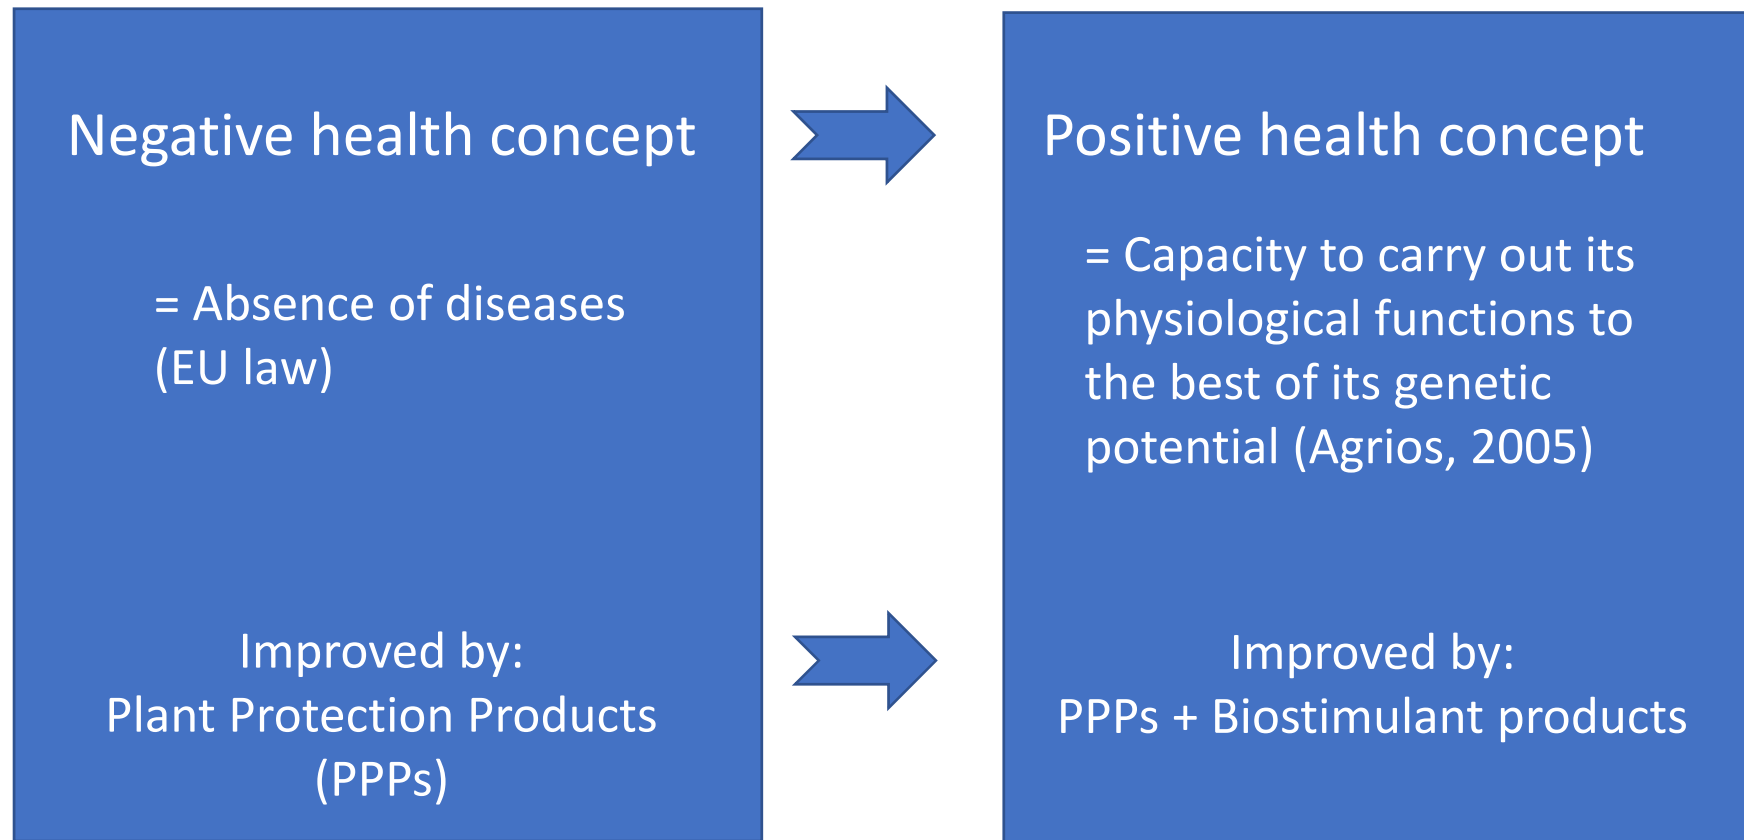 Negative health concept
= Absence of diseases
(EU law)
Improved by:
Plant Protection Products
(PPPs)
Positive health concept
= Capacity to carry out its
physiological functions to
the best of its genetic
potential (Agrios, 2005)
Improved by:
PPPs + Biostimulant products